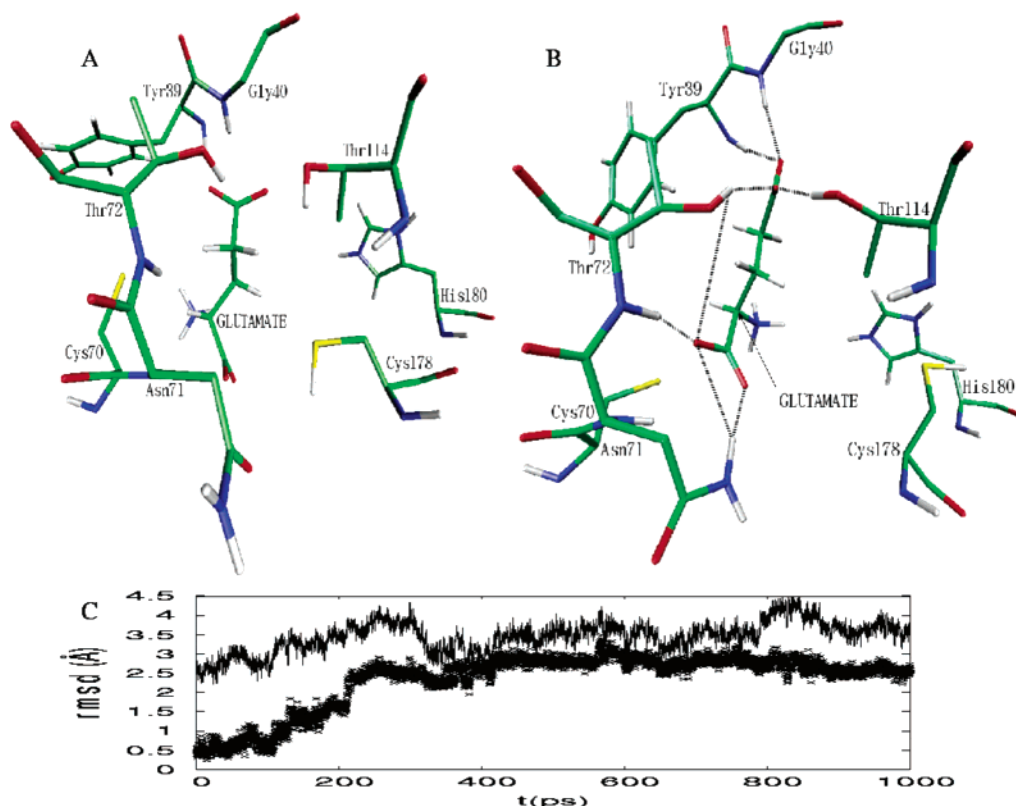 A
Tyr39
Gly40
Thr72
Thr114
GLUTAMATE
His180
Cys70
Asn71
Cys178
B
Tyr39
Gly40
Thr72
Thr114
GLUTAMATE
His180
Cys70
Asn71
Cys178
C
rmsd (Å)
4.5
4
3.5
3
2.5
2
1.5
1
0.5
0
0
200
400
600
800
1000
t(ps)